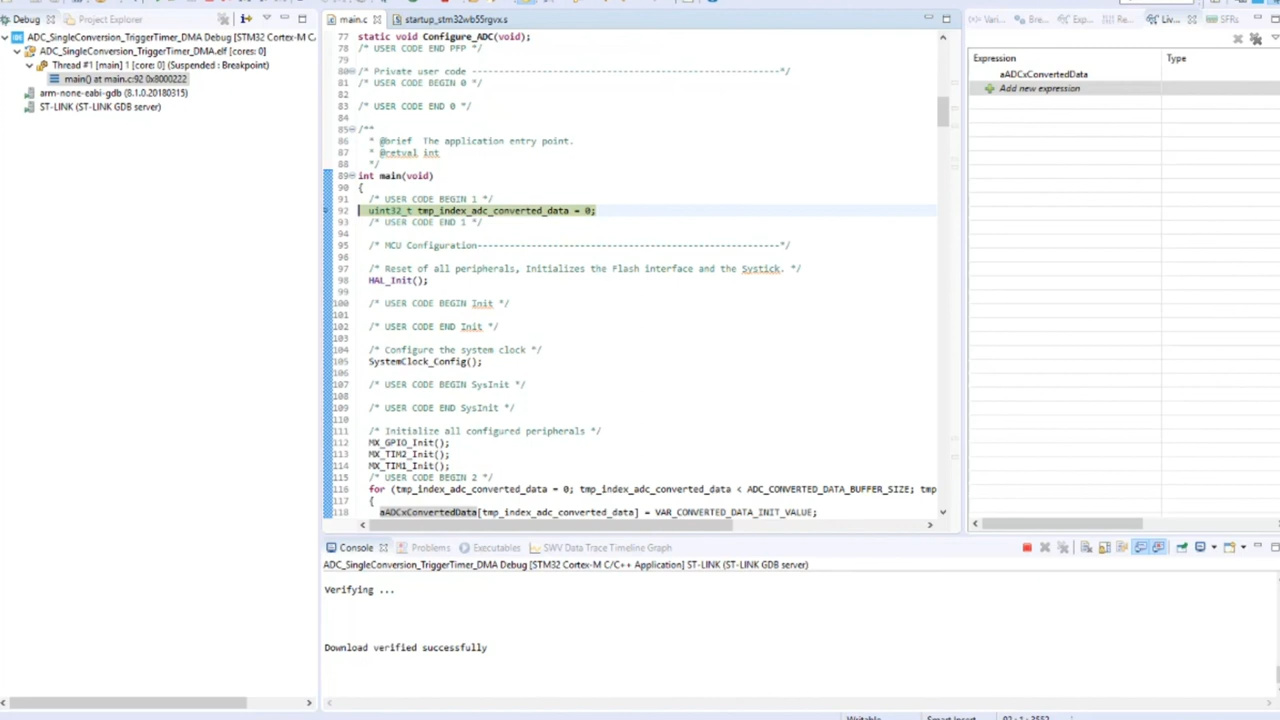 Debug
Project Explorer
ADC_SingleConversion_TriggerTimer_DMA Debug [STM32 Cortex-M C
ADC_SingleConversion_TriggerTimer_DMA.elf [cores: 0]
Thread #1 [main] 1 [core: 0] (Suspended : Breakpoint)
main() at main.c:92 0x8000222
arm-none-eabi-gdb (8.1.0.20180315)
ST-LINK (ST-LINK GDB server)
main.c
startup_stm32wb55rgvx.s
77 static void Configure_ADC(void);
78 /* USER CODE END PFP */
79
80 /* Private user code ---------------------------------------------------------*/
81 /* USER CODE BEGIN 0 */
82
83 /* USER CODE END 0 */
84
85 /**
86 * @brief The application entry point.
87 * @retval int
88 */
89 int main(void)
90 {
91 /* USER CODE BEGIN 1 */
92 uint32_t tmp_index_adc_converted_data = 0;
93 /* USER CODE END 1 */
94
95 /* MCU Configuration--------------------------------------------------------*/
96
97 /* Reset of all peripherals, Initializes the Flash interface and the Systick. */
98 HAL_Init();
99
100 /* USER CODE BEGIN Init */
101
102 /* USER CODE END Init */
103
104 /* Configure the system clock */
105 SystemClock_Config();
106
107 /* USER CODE BEGIN SysInit */
108
109 /* USER CODE END SysInit */
110
111 /* Initialize all configured peripherals */
112 MX_GPIO_Init();
113 MX_TIM2_Init();
114 MX_TIM1_Init();
115 /* USER CODE BEGIN 2 */
116 for (tmp_index_adc_converted_data = 0; tmp_index_adc_converted_data < ADC_CONVERTED_DATA_BUFFER_SIZE; tmp
117 {
118 aADCxConvertedData[tmp_index_adc_converted_data] = VAR_CONVERTED_DATA_INIT_VALUE;
Vari...
Bre...
Exp...
Re...
Liv...
SFRs
Expression Type
aADCxConvertedData
Add new expression
Console
Problems
Executables
SWV Data Trace Timeline Graph
ADC_SingleConversion_TriggerTimer_DMA Debug [STM32 Cortex-M C/C++ Application] ST-LINK (ST-LINK GDB server)
Verifying ...
Download verified successfully